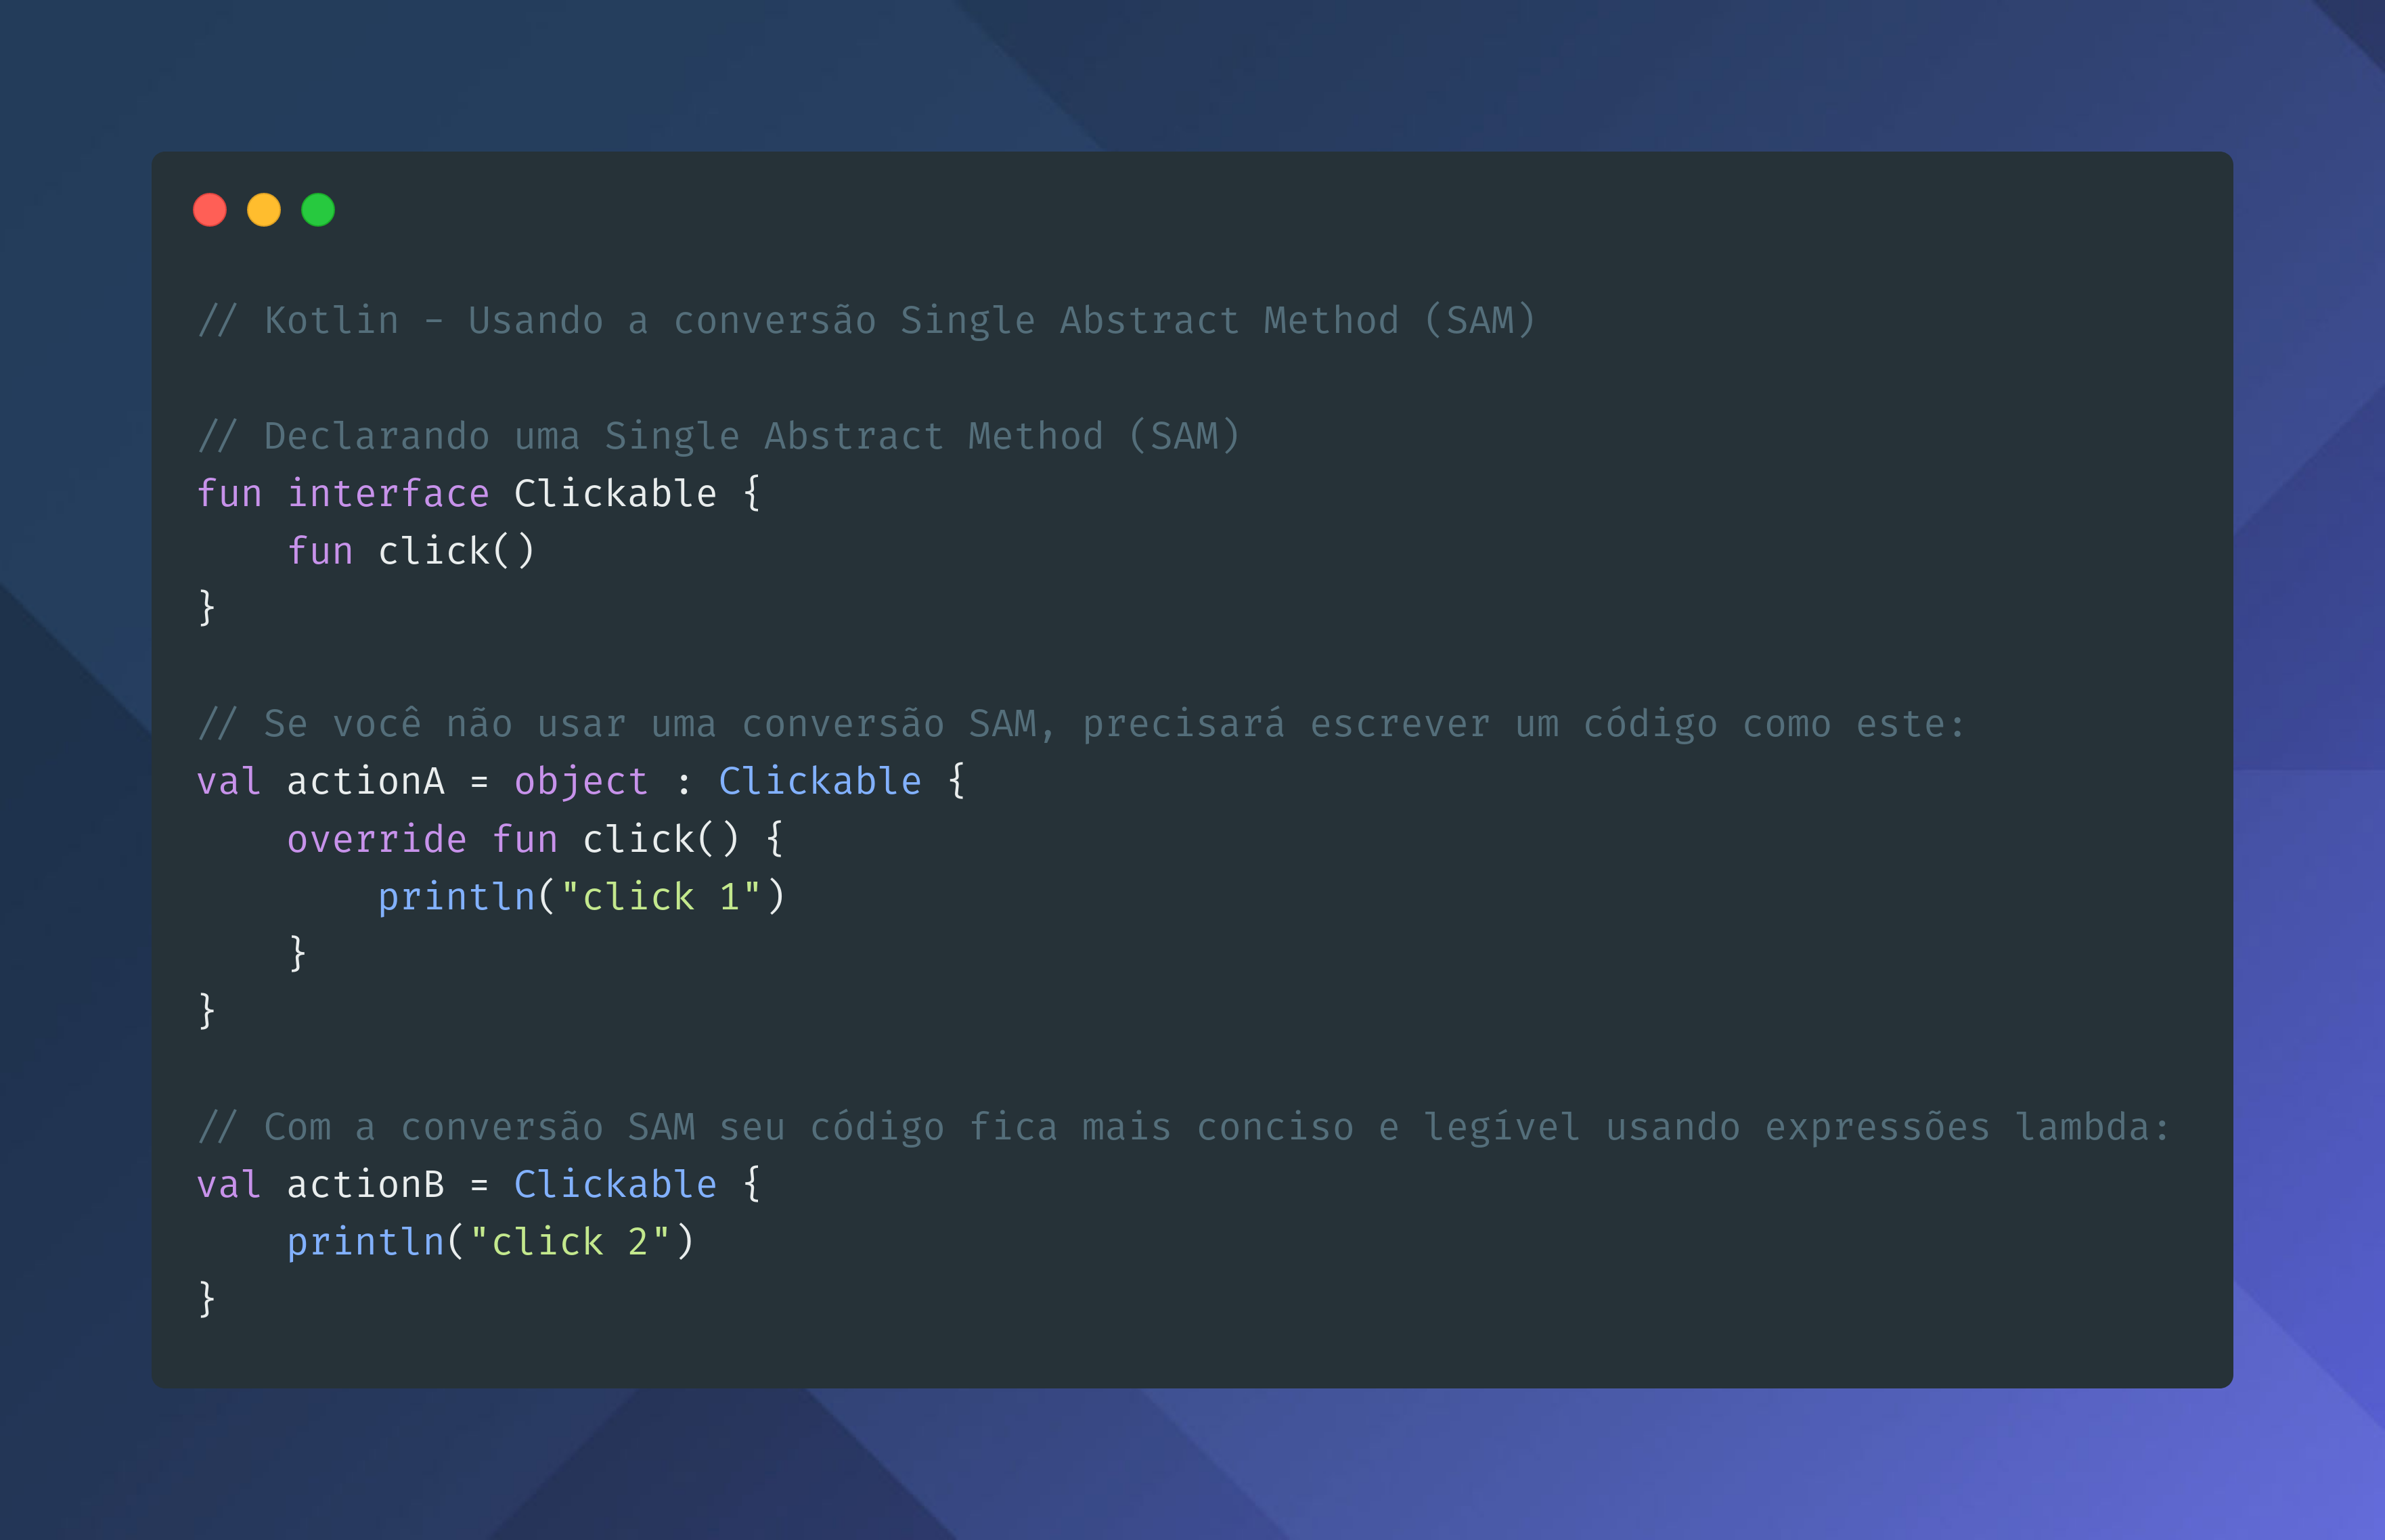 // Kotlin - Usando a conversão Single Abstract Method (SAM)
// Declarando uma Single Abstract Method (SAM)
fun interface Clickable {
    fun click()
}
// Se você não usar uma conversão SAM, precisará escrever um código como este:
val actionA = object : Clickable {
    override fun click() {
        println("click 1")
    }
}
// Com a conversão SAM seu código fica mais conciso e legível usando expressões lambda:
val actionB = Clickable {
    println("click 2")
}